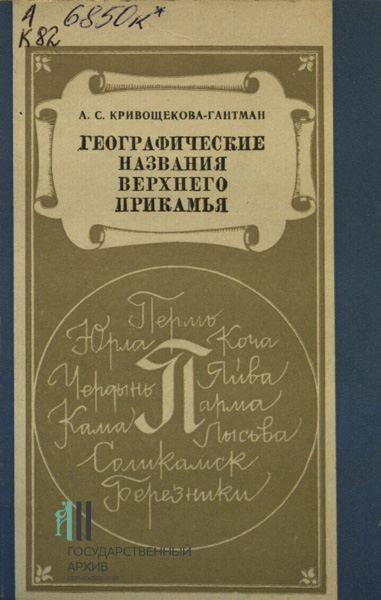 А 6850к*
К82
А. С. КРИВОЩЕКОВА-ГАНТМАН
ГЕОГРАФИЧЕСКИЕ
НАЗВАНИЯ
ВЕРХНЕГО
ПРИКАМЬЯ
Пермь
Юрла Коча
Чердынь П Яйва
Парма
Кама Лысьва
Соликамск
Березники
ГОСУДАРСТВЕННЫЙ
АРХИВ